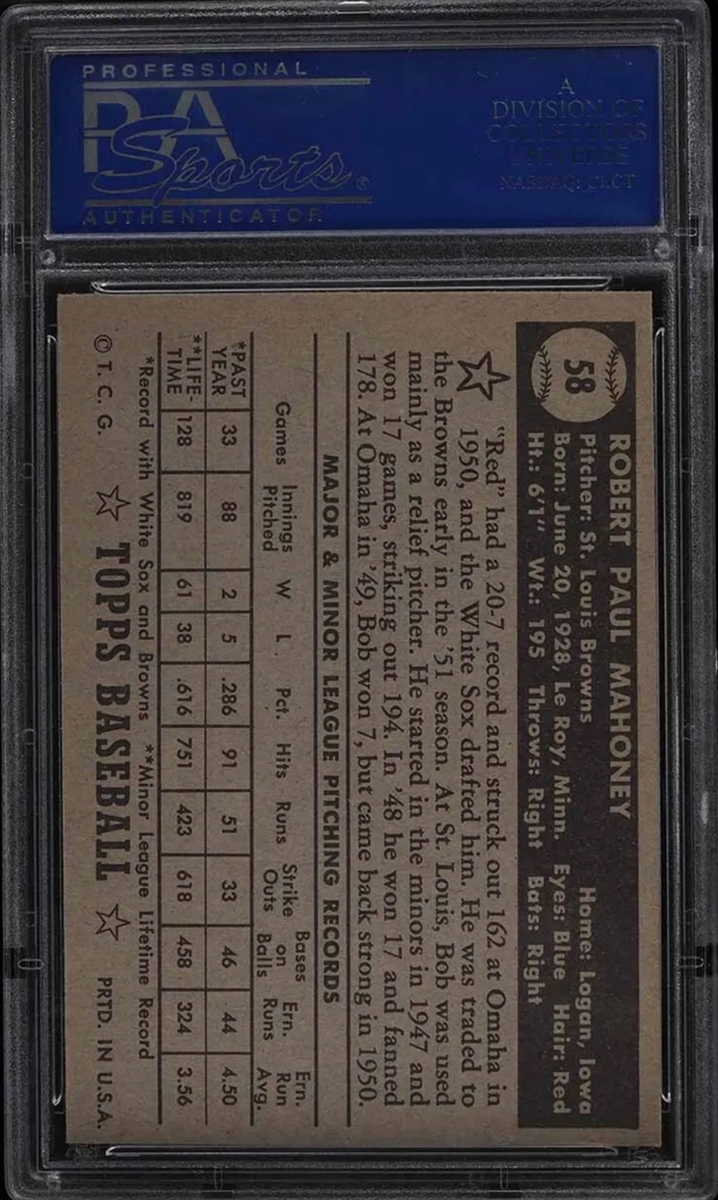 PROFESSIONAL
PSA
Sports®
AUTHENTICATOR
A
DIVISION OF
COLLECTORS
UNIVERSE
NASDAQ: CLCT
58
ROBERT PAUL MAHONEY
Pitcher: St. Louis Browns Home: Logan, Iowa
Born: June 20, 1928, Le Roy, Minn. Eyes: Blue Hair: Red
Ht.: 6'1" Wt.: 195 Throws: Right Bats: Right
"Red" had a 20-7 record and struck out 162 at Omaha in
1950, and the White Sox drafted him. He was traded to
the Browns early in the '51 season. At St. Louis, Bob was used
mainly as a relief pitcher. He started in the minors in 1947 and
won 17 games, striking out 194. In '48 he won 17 and fanned
178. At Omaha in '49, Bob won 7, but came back strong in 1950.
MAJOR & MINOR LEAGUE PITCHING RECORDS
Games Innings Pitched W L. Pct. Hits Runs Strike Outs Bases on Balls Ern. Runs Ern. Run Avg.
*PAST YEAR 33 88 2 5 .286 91 51 33 46 44 4.50
**LIFE-TIME 128 819 61 38 .616 751 423 618 458 324 3.56
*Record with White Sox and Browns **Minor League Lifetime Record
© T. C. G. TOPPS BASEBALL PRTD. IN U.S.A.